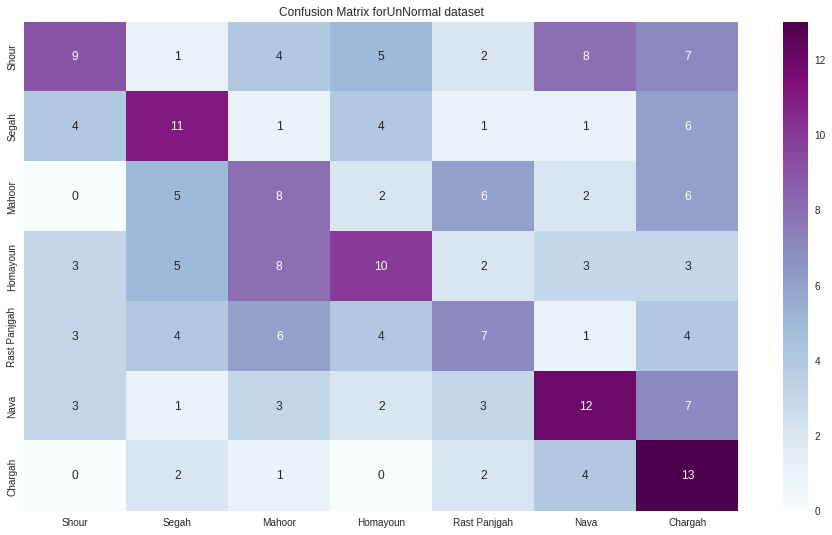 Confusion Matrix forUnNormal dataset
Shour 9 1 4 5 2 8 7
Segah 4 11 1 4 1 1 6
Mahoor 0 5 8 2 6 2 6
Homayoun 3 5 8 10 2 3 3
Rast Panjgah 3 4 6 4 7 1 4
Nava 3 1 3 2 3 12 7
Chargah 0 2 1 0 2 4 13
Shour Segah Mahoor Homayoun Rast Panjgah Nava Chargah
12
10
8
6
4
2
0